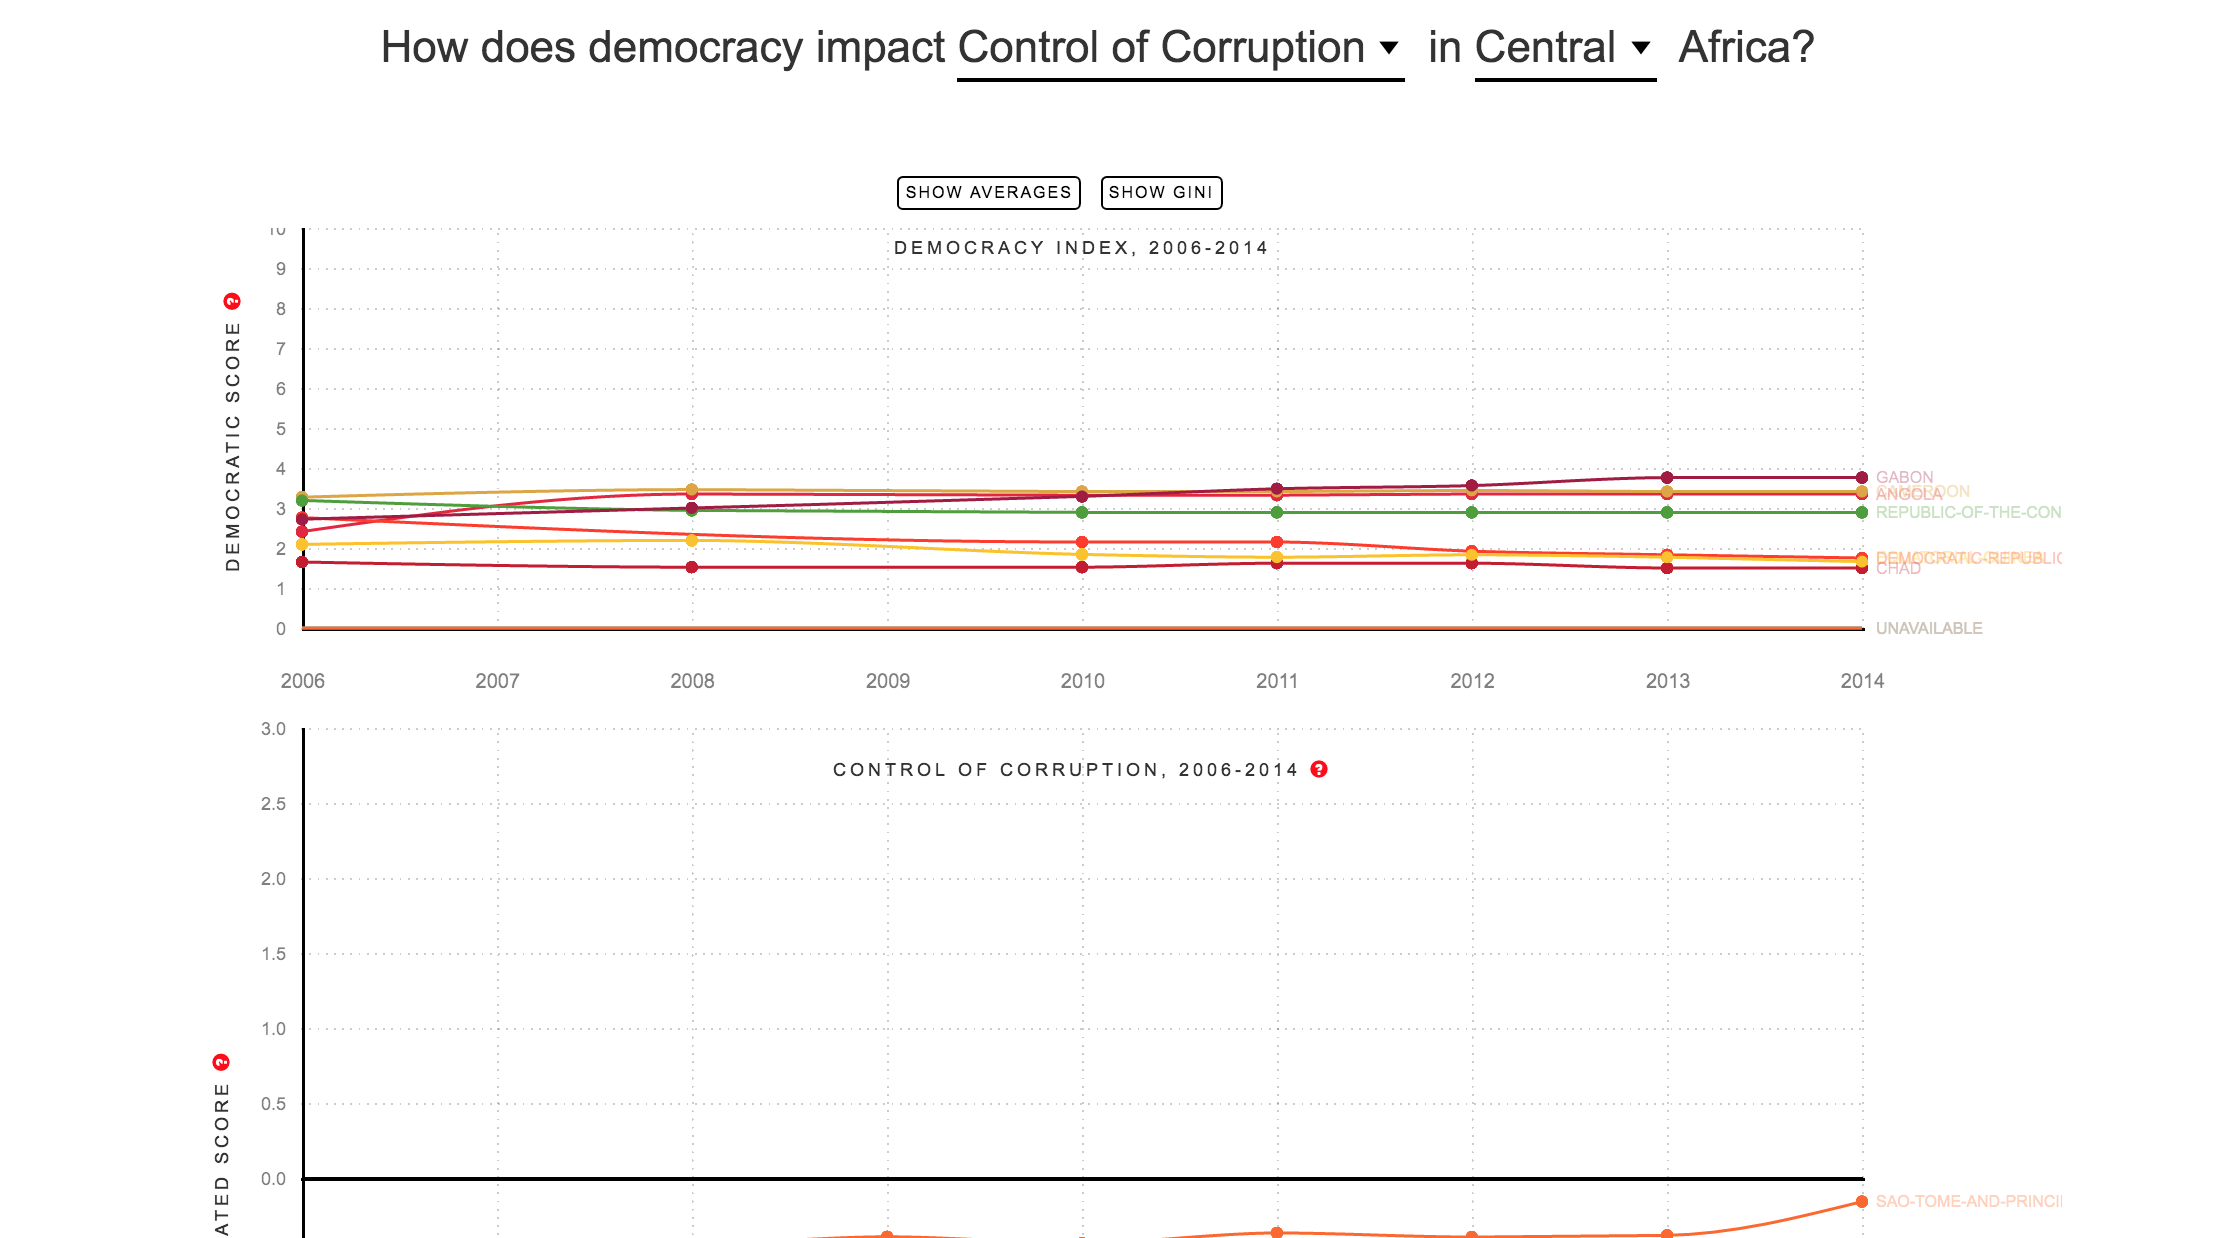 How does democracy impact Control of Corruption in Central Africa?
SHOW AVERAGES
SHOW GINI
DEMOCRACY INDEX, 2006-2014
DEMOCRATIC SCORE
?
10
9
8
7
6
5
4
3
2
1
0
GABON
CAMEROON
ANGOLA
REPUBLIC-OF-THE-CON
DEMOCRATIC-REPUBLIC
CHAD
UNAVAILABLE
2006 2007 2008 2009 2010 2011 2012 2013 2014
CONTROL OF CORRUPTION, 2006-2014 ?
3.0
2.5
2.0
1.5
1.0
0.5
0.0
ATED SCORE
?
SAO-TOME-AND-PRINCI